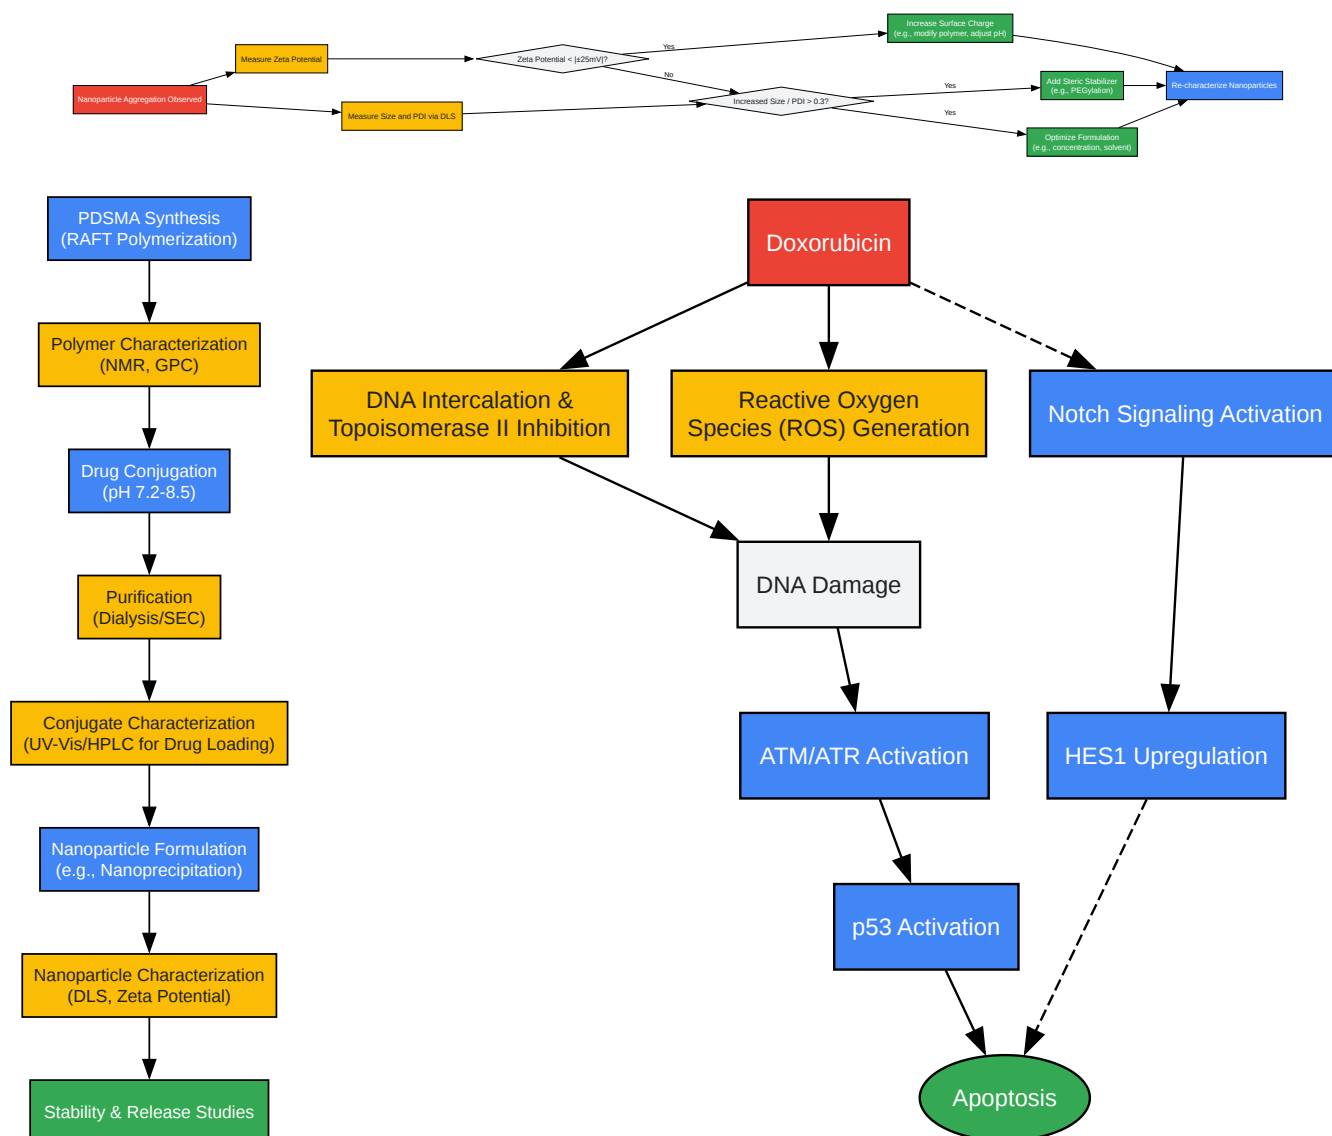 Nanoparticle Aggregation Observed
Measure Zeta Potential
Measure Size and PDI via DLS
Zeta Potential < |±25mV|?
Yes
No
Increased Size / PDI > 0.3?
Yes
Yes
Increase Surface Charge
(e.g., modify polymer, adjust pH)
Add Steric Stabilizer
(e.g., PEGylation)
Optimize Formulation
(e.g., concentration, solvent)
Re-characterize Nanoparticles
PDSMA Synthesis
(RAFT Polymerization)
Polymer Characterization
(NMR, GPC)
Drug Conjugation
(pH 7.2-8.5)
Purification
(Dialysis/SEC)
Conjugate Characterization
(UV-Vis/HPLC for Drug Loading)
Nanoparticle Formulation
(e.g., Nanoprecipitation)
Nanoparticle Characterization
(DLS, Zeta Potential)
Stability & Release Studies
Doxorubicin
DNA Intercalation &
Topoisomerase II Inhibition
Reactive Oxygen
Species (ROS) Generation
Notch Signaling Activation
DNA Damage
ATM/ATR Activation
HES1 Upregulation
p53 Activation
Apoptosis